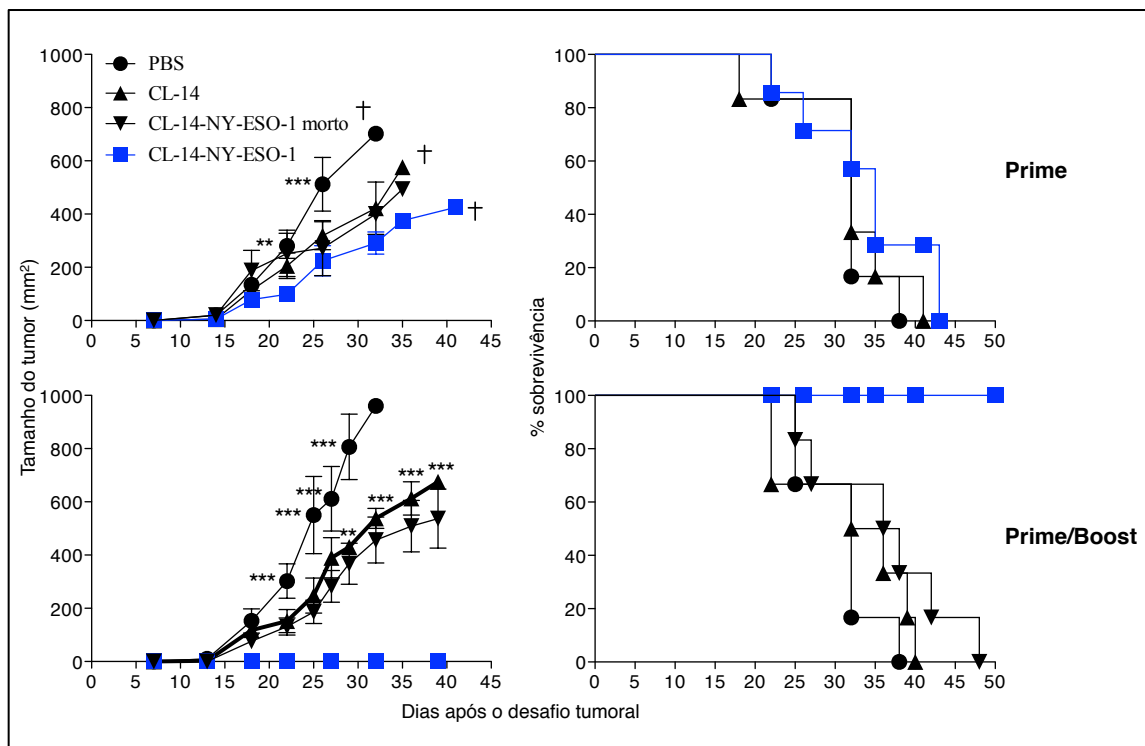 PBS
CL-14
CL-14-NY-ESO-1 morto
CL-14-NY-ESO-1
1000
800
600
400
200
0
***
**
†
†
†
0 5 10 15 20 25 30 35 40 45
100
80
60
40
20
0
0 5 10 15 20 25 30 35 40 45 50
Prime
Tamanho do tumor (mm²)
% sobrevivência
1000
800
600
400
200
0
***
***
***
***
**
***
***
***
0 5 10 15 20 25 30 35 40 45
100
80
60
40
20
0
0 5 10 15 20 25 30 35 40 45 50
Prime/Boost
Dias após o desafio tumoral